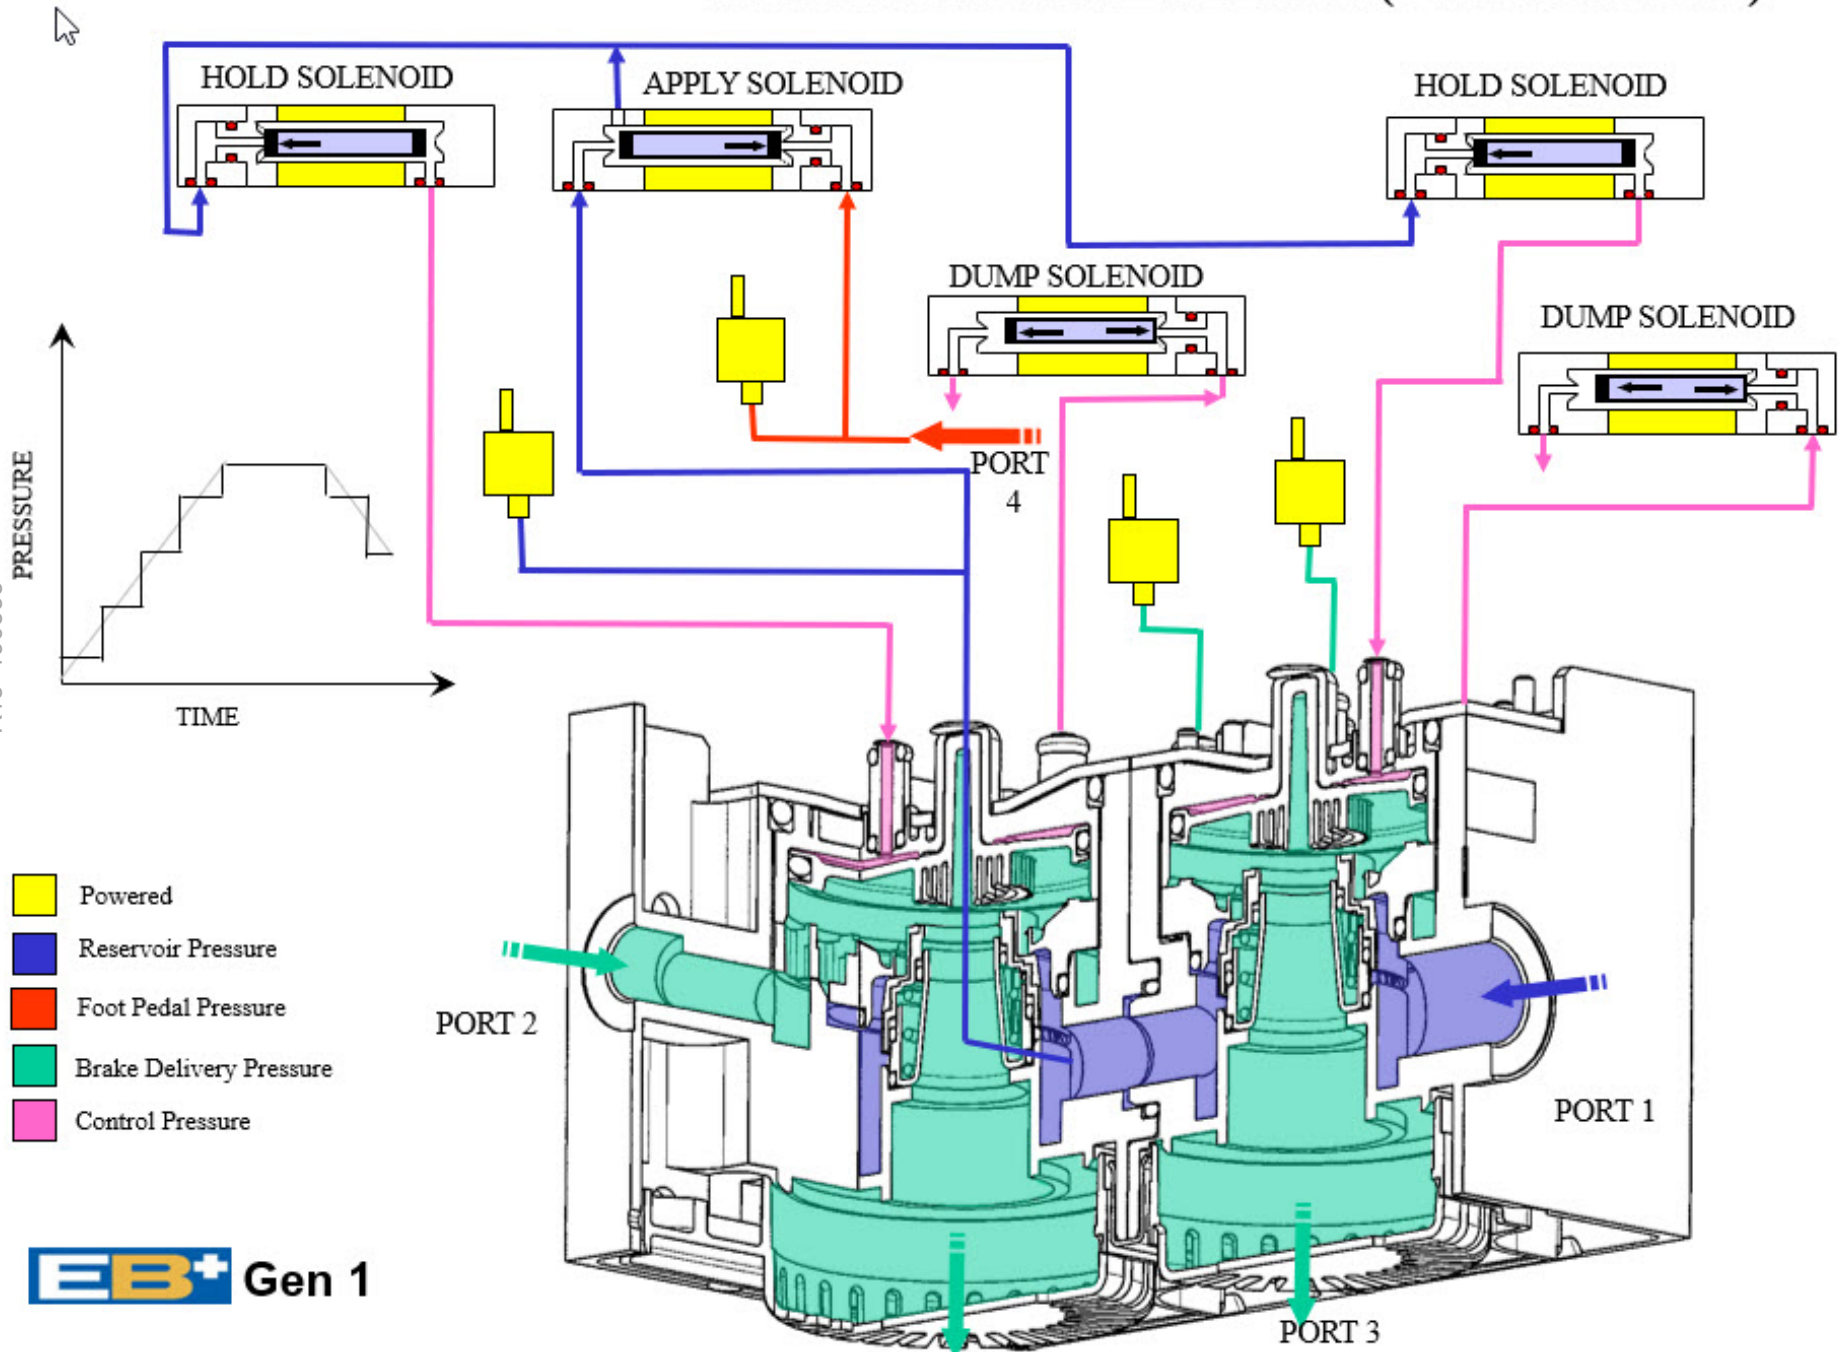 HOLD SOLENOID
APPLY SOLENOID
HOLD SOLENOID
DUMP SOLENOID
DUMP SOLENOID
PORT
4
PRESSURE
TIME
Powered
Reservoir Pressure
Foot Pedal Pressure
Brake Delivery Pressure
Control Pressure
PORT 2
PORT 1
PORT 3
EB+ Gen 1